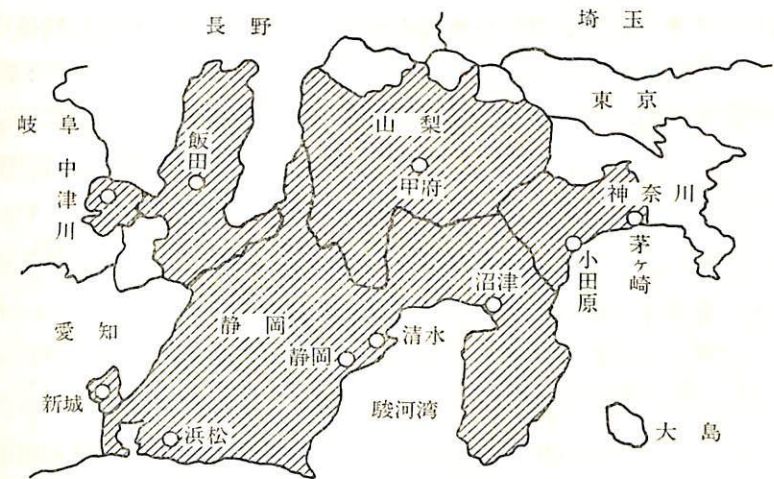 長野
埼玉
東京
岐阜
中津川
飯田
山梨
甲府
神奈川
茅ヶ崎
小田原
沼津
愛知
静岡
静岡
清水
新城
浜松
駿河湾
大島